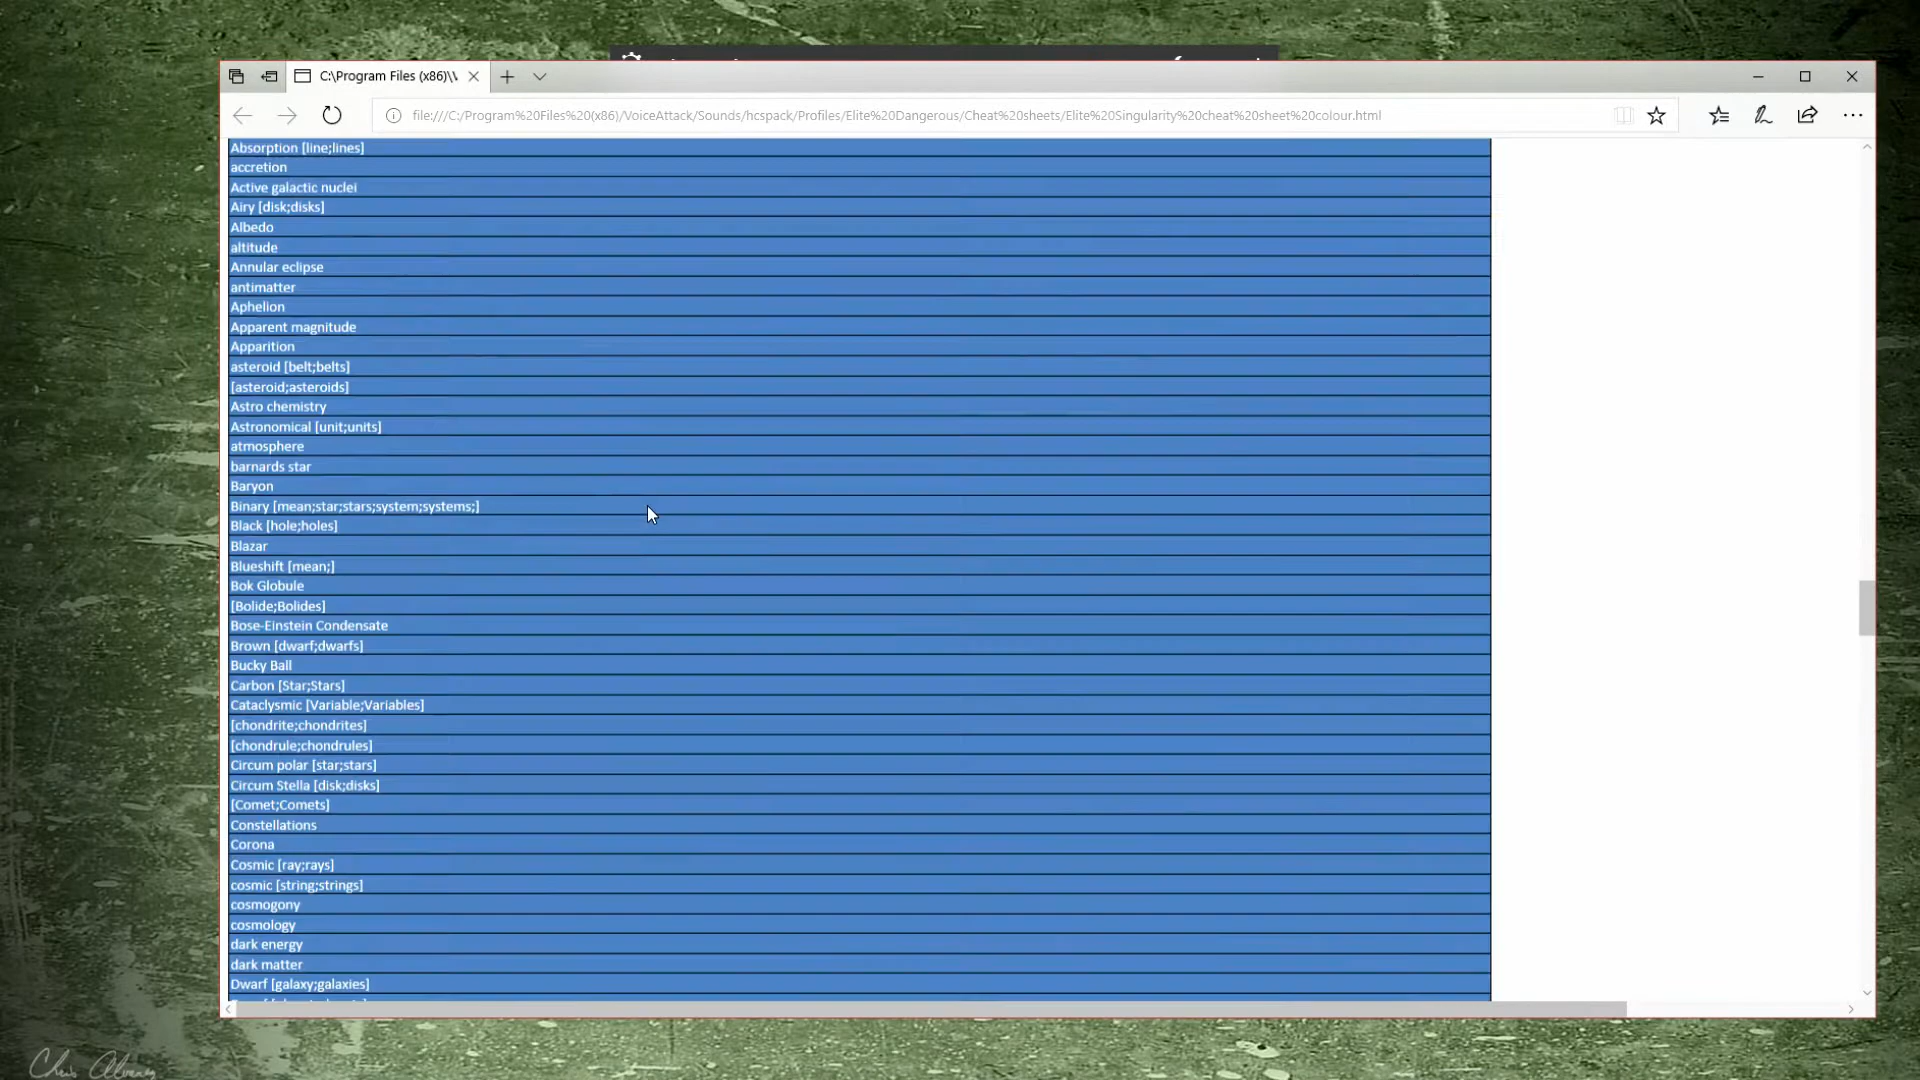 C:\Program Files (x86)\V
file:///C:/Program%20Files%20(x86)/VoiceAttack/Sounds/hcspack/Profiles/Elite%20Dangerous/Cheat%20sheets/Elite%20Singularity%20cheat%20sheet%20colour.html
Absorption [line;lines]
accretion
Active galactic nuclei
Airy [disk;disks]
Albedo
altitude
Annular eclipse
antimatter
Aphelion
Apparent magnitude
Apparition
asteroid [belt;belts]
[asteroid;asteroids]
Astro chemistry
Astronomical [unit;units]
atmosphere
barnards star
Baryon
Binary [mean;star;stars;system;systems;]
Black [hole;holes]
Blazar
Blueshift [mean;]
Bok Globule
[Bolide;Bolides]
Bose-Einstein Condensate
Brown [dwarf;dwarfs]
Bucky Ball
Carbon [Star;Stars]
Cataclysmic [Variable;Variables]
[chondrite;chondrites]
[chondrule;chondrules]
Circum polar [star;stars]
Circum Stella [disk;disks]
[Comet;Comets]
Constellations
Corona
Cosmic [ray;rays]
cosmic [string;strings]
cosmogony
cosmology
dark energy
dark matter
Dwarf [galaxy;galaxies]